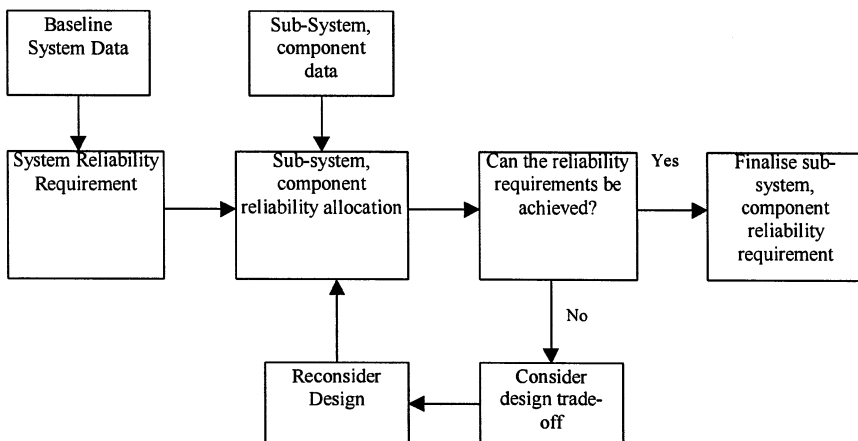 Baseline
System Data
Sub-System,
component
data
System Reliability
Requirement
Sub-system,
component
reliability allocation
Can the reliability
requirements be
achieved?
Yes
Finalise sub-
system,
component
reliability
requirement
No
Reconsider
Design
Consider
design trade-
off